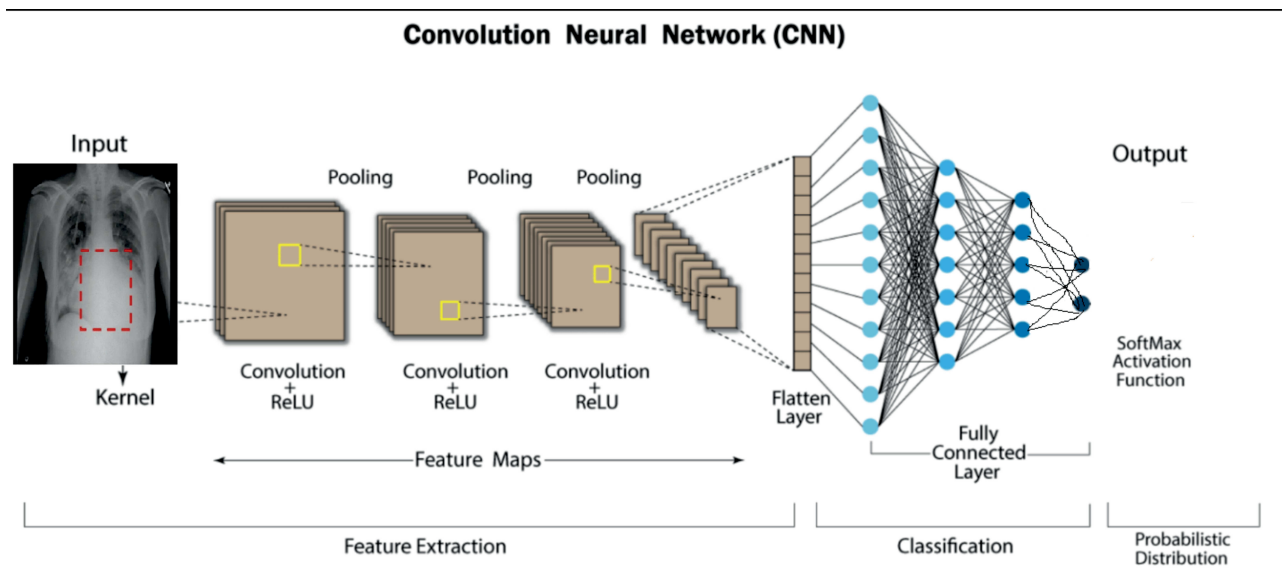 Convolution Neural Network (CNN)
Input
Pooling
Pooling
Pooling
Output
Kernel
Convolution
+
ReLU
Convolution
+
ReLU
Convolution
+
ReLU
Flatten
Layer
SoftMax
Activation
Function
Feature Maps
Fully
Connected
Layer
Feature Extraction
Classification
Probabilistic
Distribution